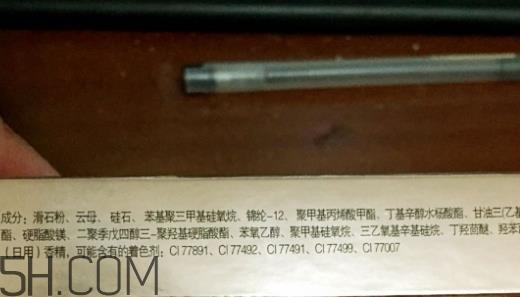 成分：滑石粉、云母、硅石、苯基聚三甲基硅氧烷、锦纶-12、聚甲基丙烯酸甲酯、丁基辛醇水杨酸酯、甘油三(乙基
酯、硬脂酸镁、二聚季戊四醇三-聚羟基硬脂酸酯、苯氧乙醇、聚甲基硅氧烷、三乙氧基辛基硅烷、丁羟茴醚、羟苯
（日用）香精，可能含有的着色剂：CI 77891、CI 77492、CI 77491、CI 77499、CI 77007
5H.COM